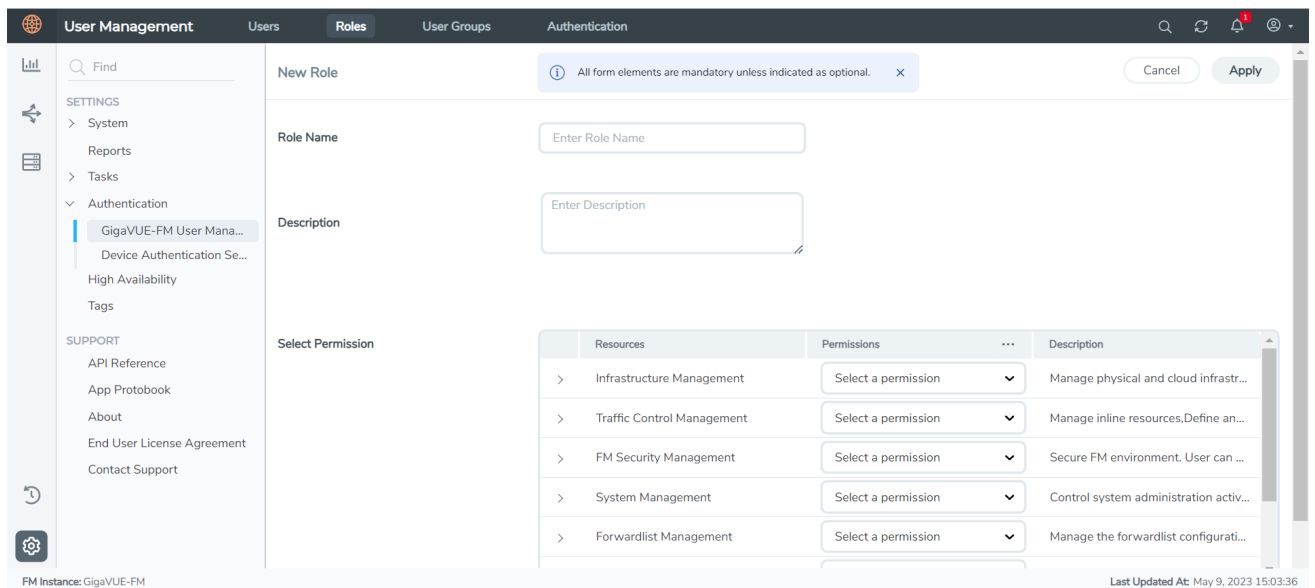 User Management Users Roles User Groups Authentication 1
Find
New Role
All form elements are mandatory unless indicated as optional.
Cancel Apply
SETTINGS
System
Reports
Tasks
Authentication
GigaVUE-FM User Mana...
Device Authentication Se...
High Availability
Tags
SUPPORT
API Reference
App Protobook
About
End User License Agreement
Contact Support
Role Name Enter Role Name
Description Enter Description
Select Permission
Resources Permissions ... Description
Infrastructure Management Select a permission Manage physical and cloud infrastr...
Traffic Control Management Select a permission Manage inline resources,Define an...
FM Security Management Select a permission Secure FM environment. User can ...
System Management Select a permission Control system administration activ...
Forwardlist Management Select a permission Manage the forwardlist configurati...
FM Instance: GigaVUE-FM Last Updated At: May 9, 2023 15:03:36